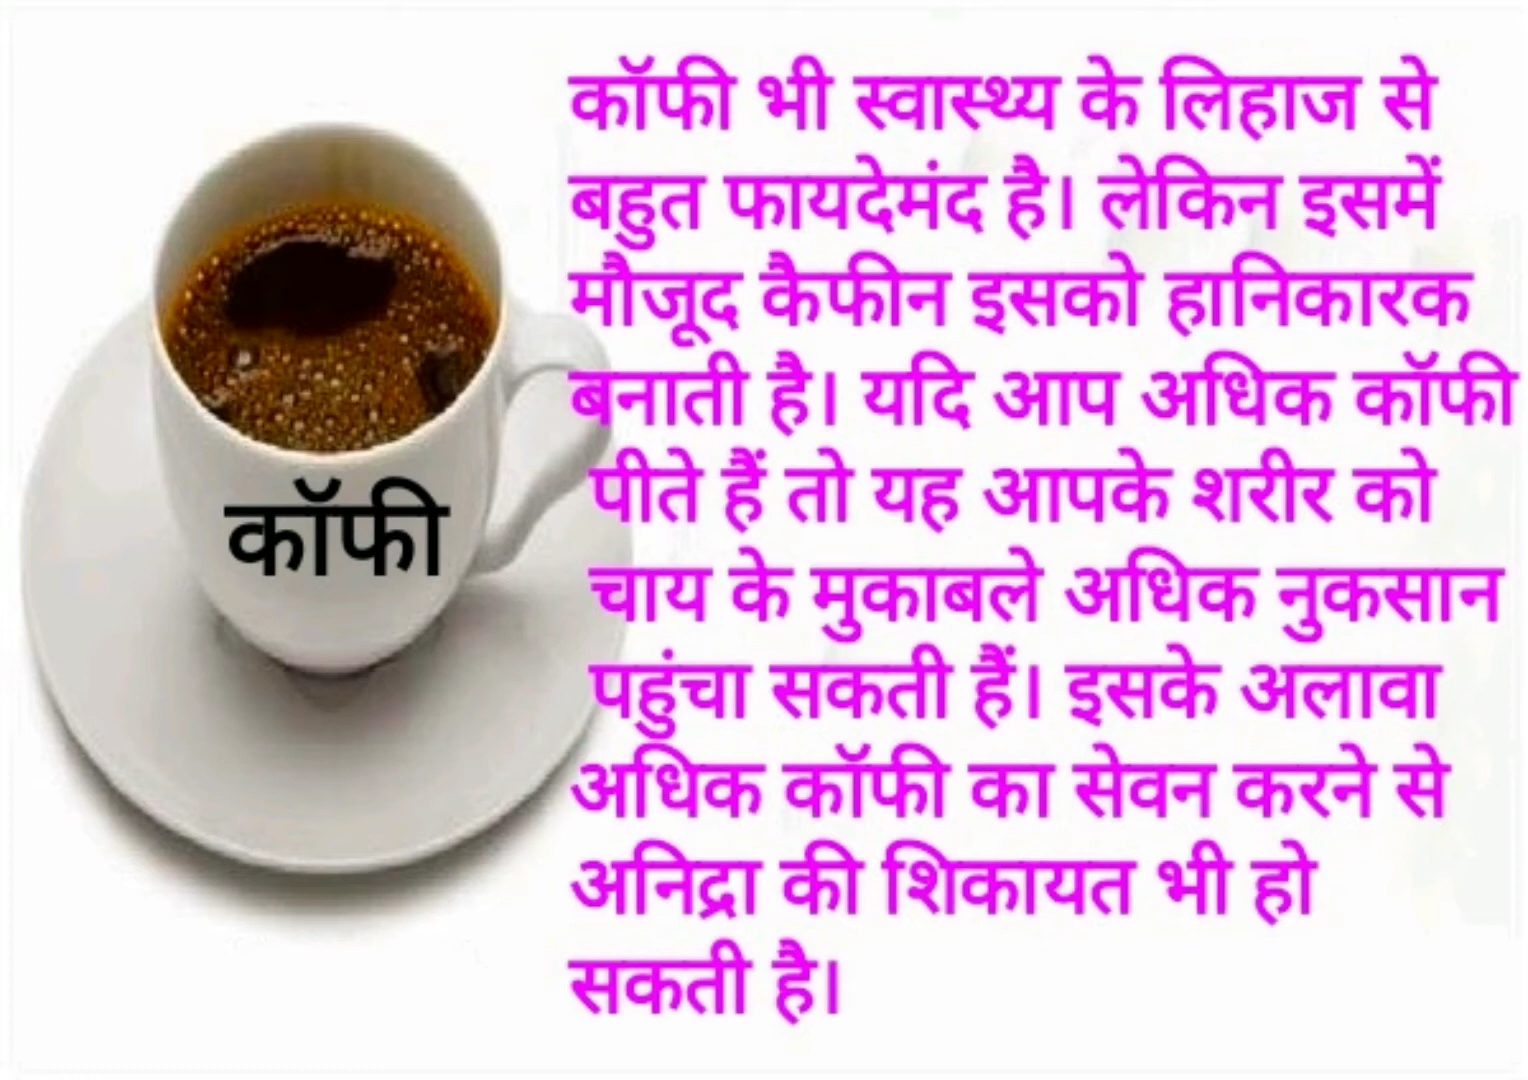 कॉफी
कॉफी भी स्वास्थ्य के लिहाज से
बहुत फायदेमंद है। लेकिन इसमें
मौजूद कैफीन इसको हानिकारक
बनाती है। यदि आप अधिक कॉफी
पीते हैं तो यह आपके शरीर को
चाय के मुकाबले अधिक नुकसान
पहुंचा सकती हैं। इसके अलावा
अधिक कॉफी का सेवन करने से
अनिद्रा की शिकायत भी हो
सकती है।